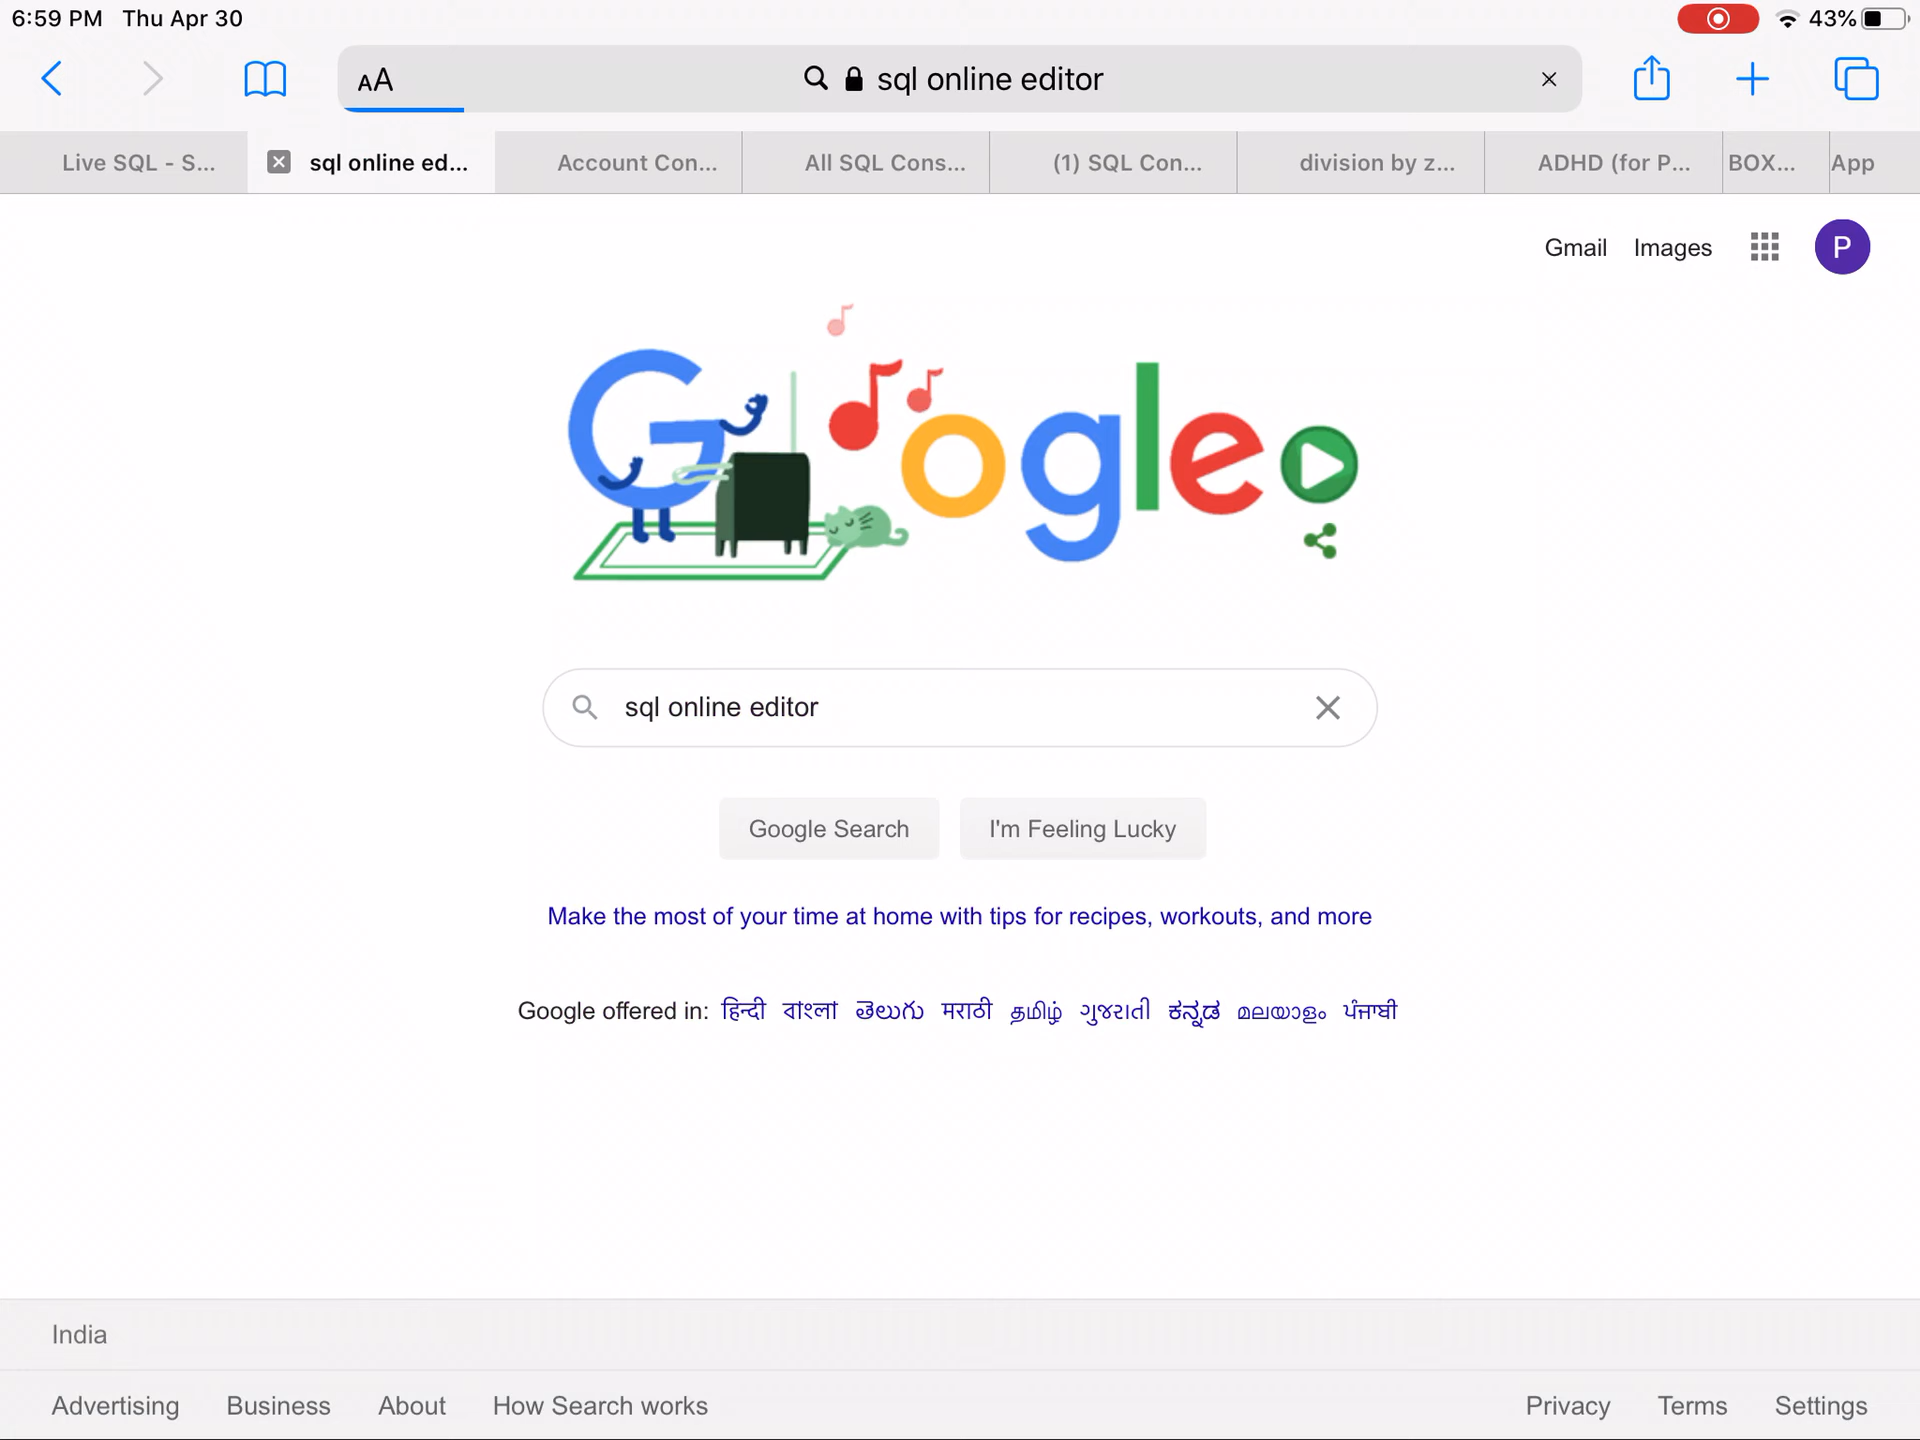 6:59 PM Thu Apr 30 43%
AA sql online editor
Live SQL - S... sql online ed... Account Con... All SQL Cons... (1) SQL Con... division by z... ADHD (for P... BOX... App
Gmail Images P
Google
sql online editor
Google Search I'm Feeling Lucky
Make the most of your time at home with tips for recipes, workouts, and more
Google offered in: हिन्दी বাংলা తెలుగు मराठी தமிழ் ગુજરાતી ಕನ್ನಡ മലയാളം ਪੰਜਾਬੀ
India
Advertising Business About How Search works Privacy Terms Settings